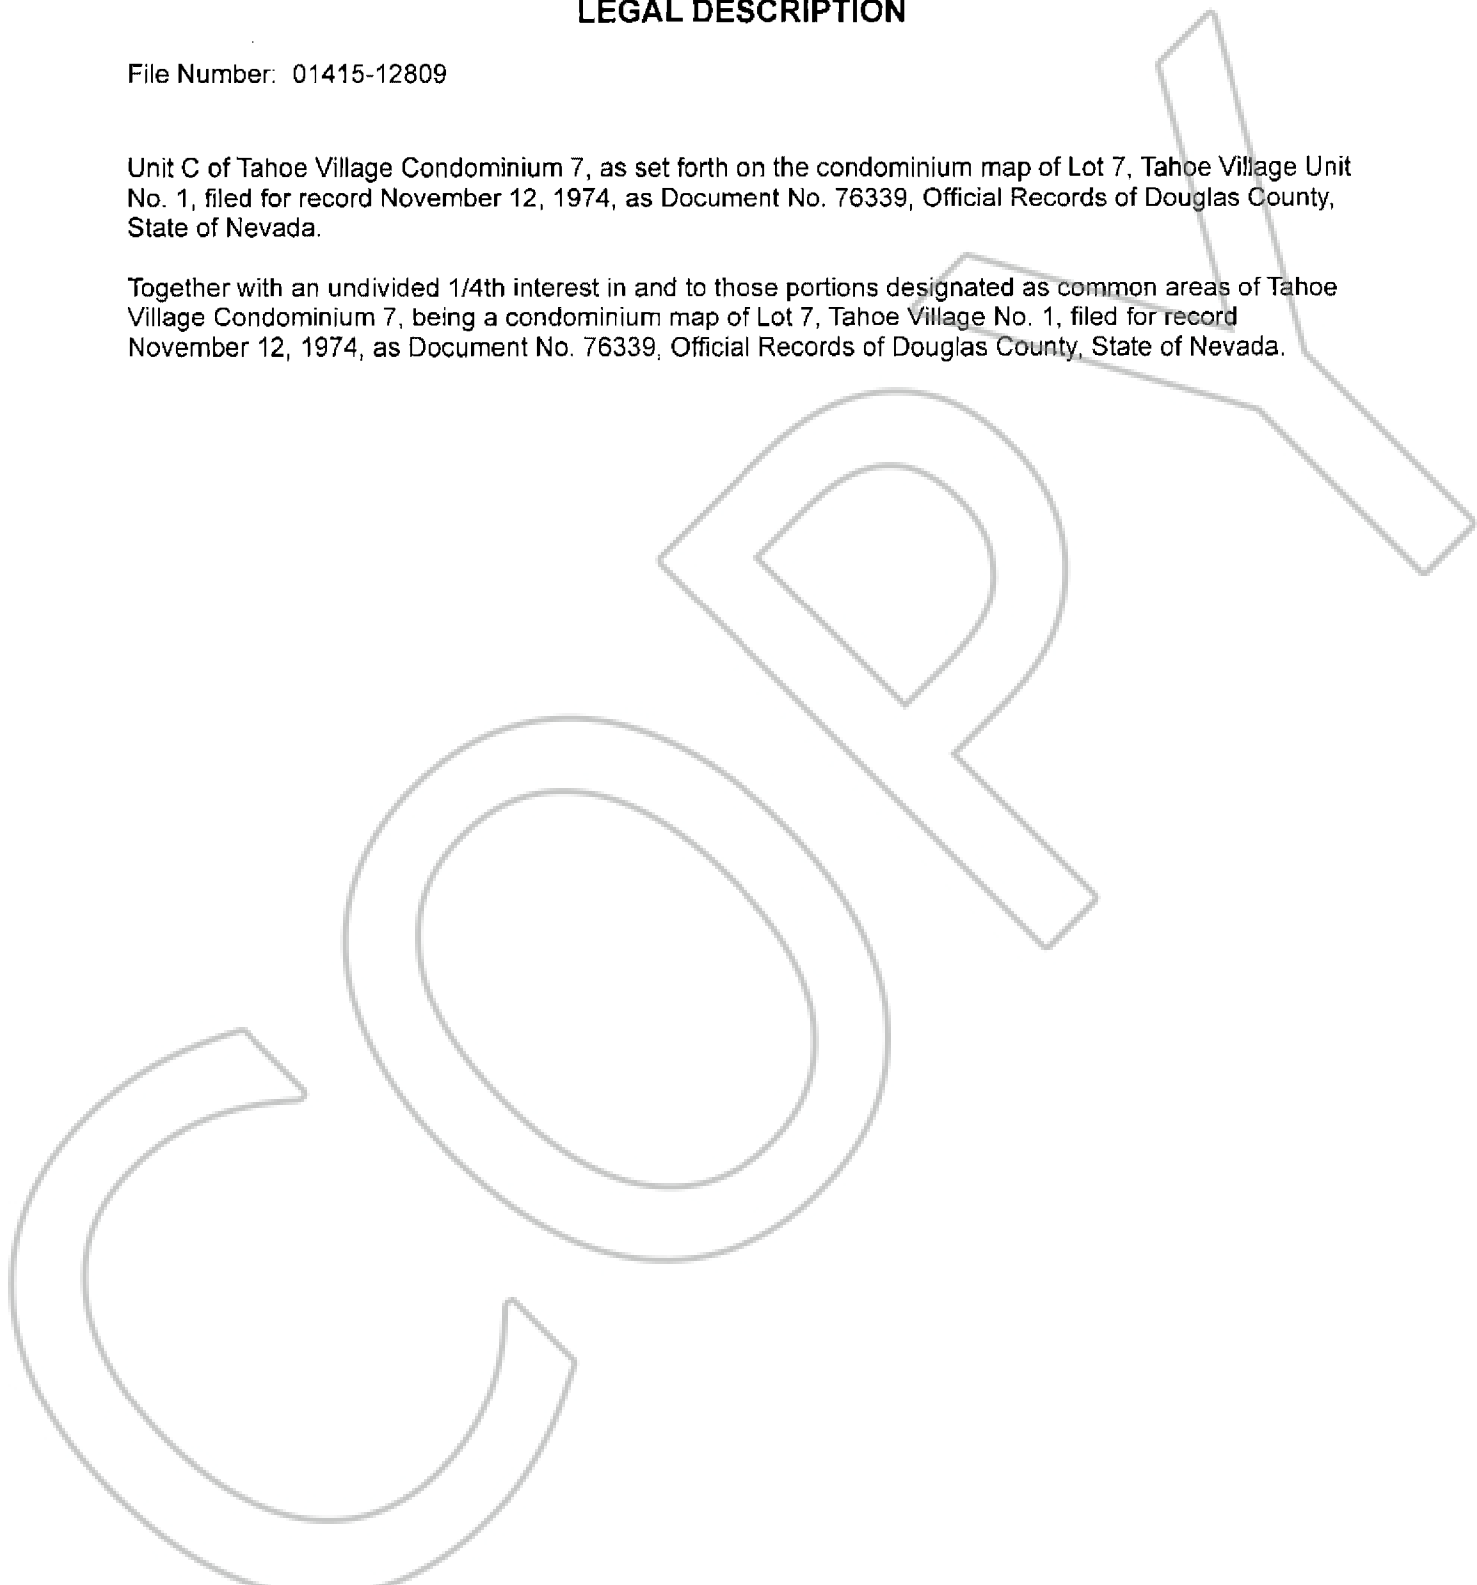 LEGAL DESCRIPTION
File Number: 01415-12809
Unit C of Tahoe Village Condominium 7, as set forth on the condominium map of Lot 7, Tahoe Village Unit
No. 1, filed for record November 12, 1974, as Document No. 76339, Official Records of Douglas County,
State of Nevada.
Together with an undivided 1/4th interest in and to those portions designated as common areas of Tahoe
Village Condominium 7, being a condominium map of Lot 7, Tahoe Village No. 1, filed for record
November 12, 1974, as Document No. 76339, Official Records of Douglas County, State of Nevada.
COPY